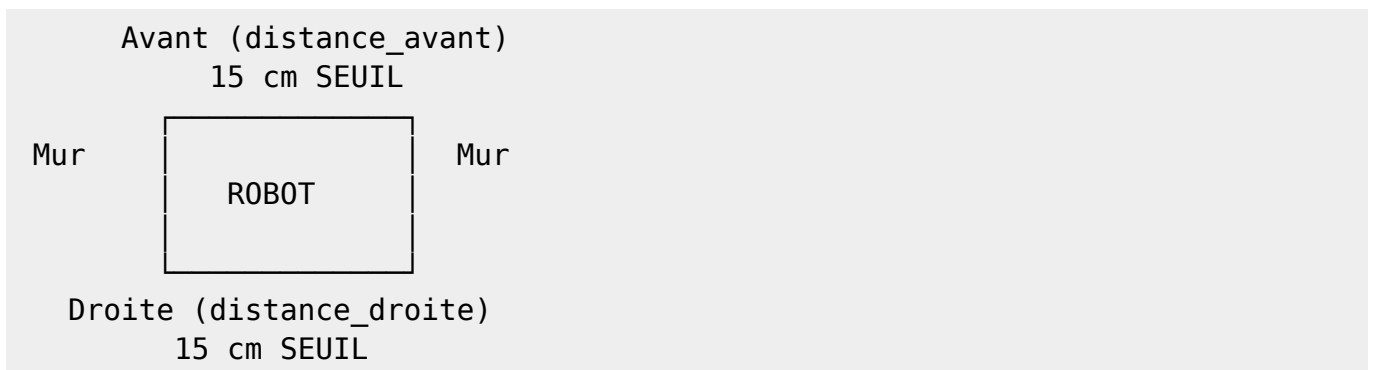 Avant (distance_avant)
15 cm SEUIL
Mur Mur
ROBOT
Droite (distance_droite)
15 cm SEUIL